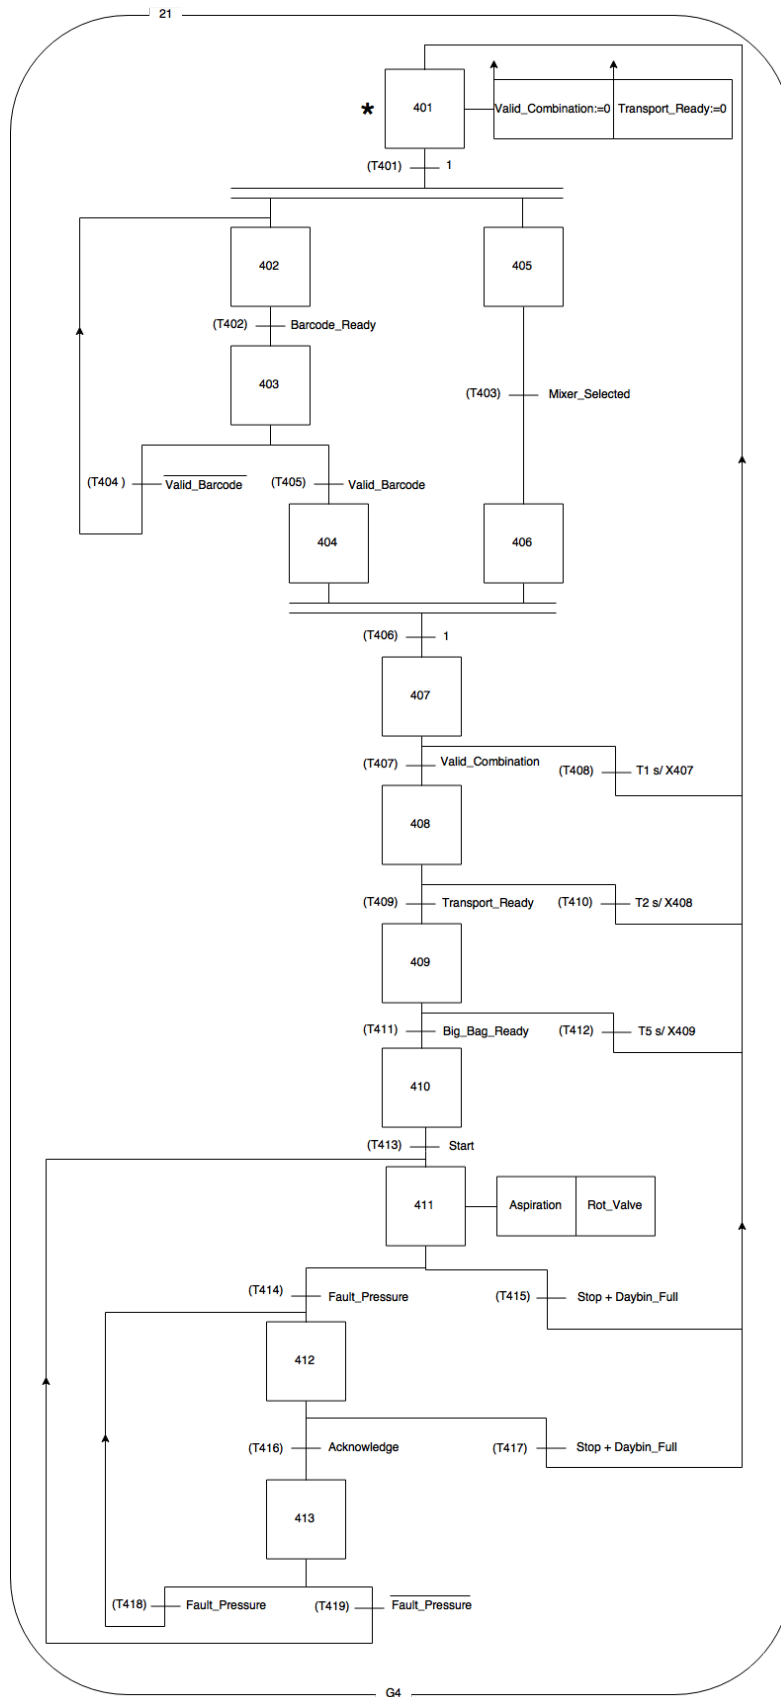 21
401
Valid_Combination:=0
Transport_Ready:=0
*
(T401)
1
402
405
(T402)
Barcode_Ready
403
(T403)
Mixer_Selected
(T404 )
Valid_Barcode
(T405)
Valid_Barcode
404
406
(T406)
1
407
(T407)
Valid_Combination
(T408)
T1 s/ X407
408
(T409)
Transport_Ready
(T410)
T2 s/ X408
409
(T411)
Big_Bag_Ready
(T412)
T5 s/ X409
410
(T413)
Start
411
Aspiration
Rot_Valve
(T414)
Fault_Pressure
(T415)
Stop + Daybin_Full
412
(T416)
Acknowledge
(T417)
Stop + Daybin_Full
413
(T418)
Fault_Pressure
(T419)
Fault_Pressure
G4